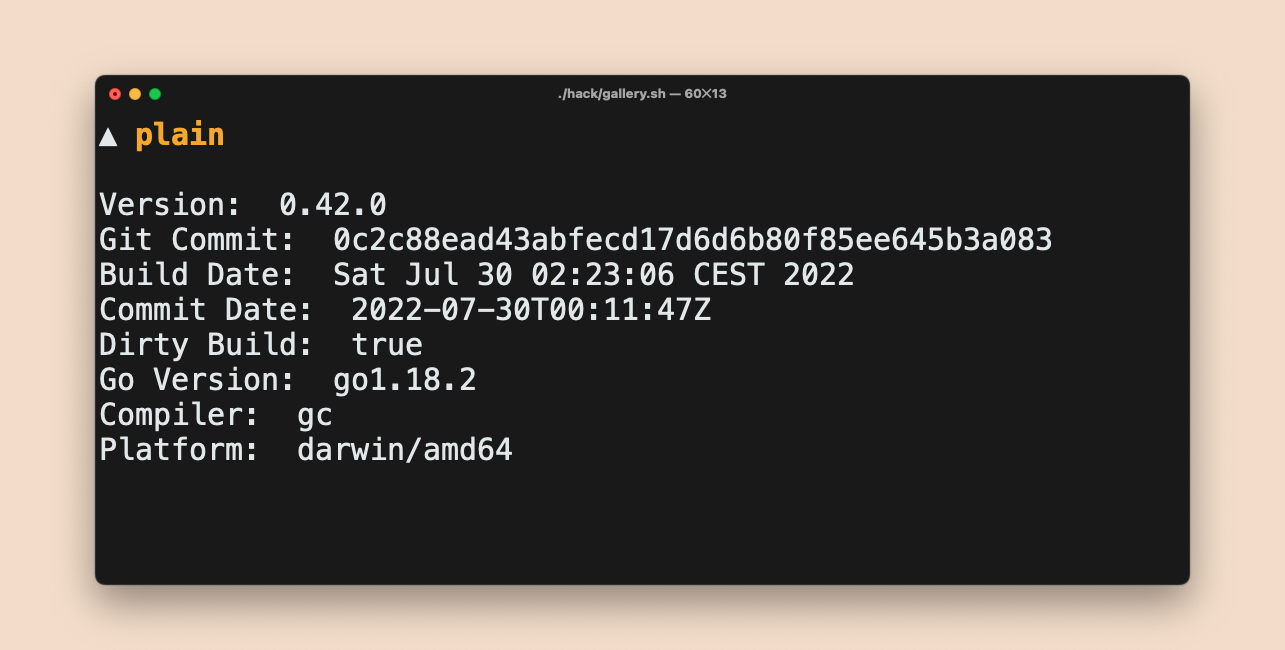 ./hack/gallery.sh — 60×13
▲ plain
Version:  0.42.0
Git Commit:  0c2c88ead43abfecd17d6d6b80f85ee645b3a083
Build Date:  Sat Jul 30 02:23:06 CEST 2022
Commit Date:  2022-07-30T00:11:47Z
Dirty Build:  true
Go Version:  go1.18.2
Compiler:  gc
Platform:  darwin/amd64